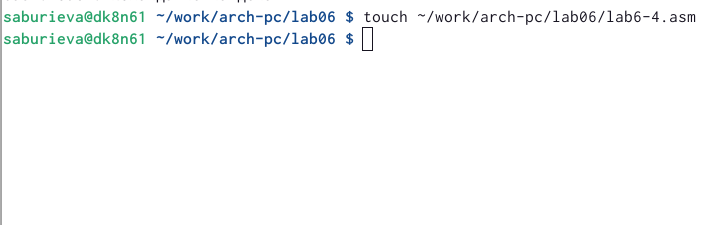 saburieva@dk8n61 ~/work/arch-pc/lab06 $ touch ~/work/arch-pc/lab06/lab6-4.asm
saburieva@dk8n61 ~/work/arch-pc/lab06 $